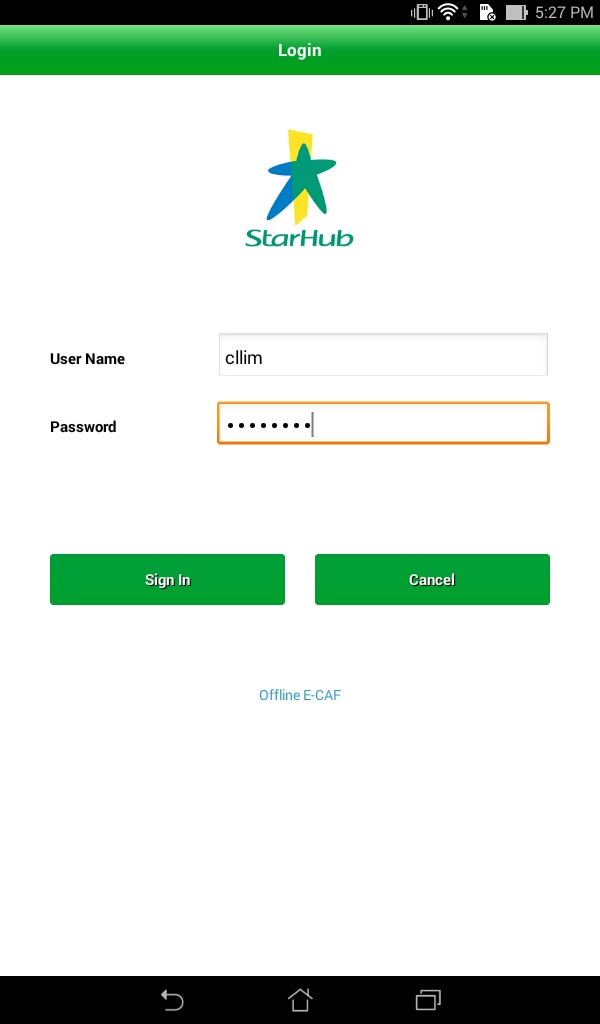 5:27 PM
Login
StarHub
User Name
cllim
Password
••••••••
Sign In
Cancel
Offline E-CAF